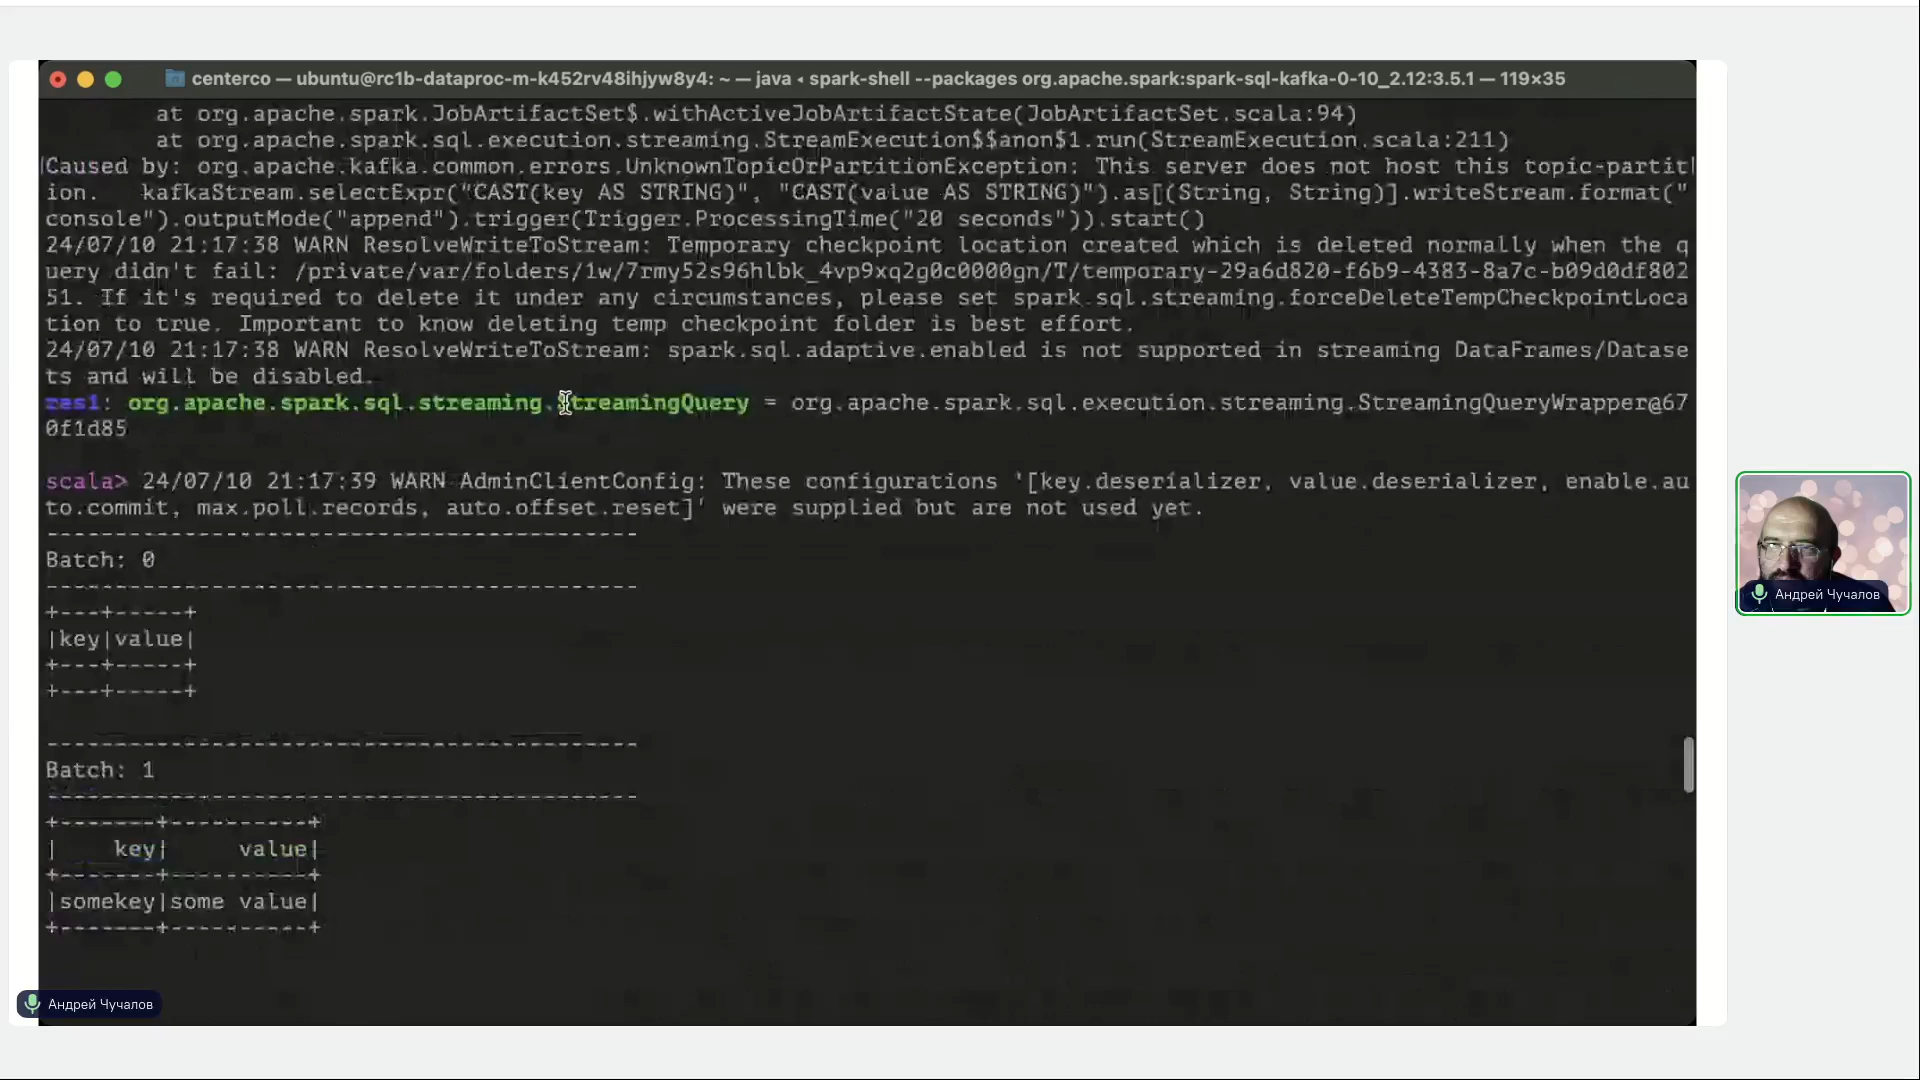 centerco — ubuntu@rc1b-dataproc-m-k452rv48ihjyw8y4: ~ — java ◂ spark-shell --packages org.apache.spark:spark-sql-kafka-0-10_2.12:3.5.1 — 119×35
at org.apache.spark.JobArtifactSet$.withActiveJobArtifactState(JobArtifactSet.scala:94)
at org.apache.spark.sql.execution.streaming.StreamExecution$$anon$1.run(StreamExecution.scala:211)
Caused by: org.apache.kafka.common.errors.UnknownTopicOrPartitionException: This server does not host this topic-partit
ion.   kafkaStream.selectExpr("CAST(key AS STRING)", "CAST(value AS STRING)").as[(String, String)].writeStream.format("
console").outputMode("append").trigger(Trigger.ProcessingTime("20 seconds")).start()
24/07/10 21:17:38 WARN ResolveWriteToStream: Temporary checkpoint location created which is deleted normally when the q
uery didn't fail: /private/var/folders/1w/7rmy52s96hlbk_4vp9xq2g0c0000gn/T/temporary-29a6d820-f6b9-4383-8a7c-b09d0df802
51. If it's required to delete it under any circumstances, please set spark.sql.streaming.forceDeleteTempCheckpointLoca
tion to true. Important to know deleting temp checkpoint folder is best effort.
24/07/10 21:17:38 WARN ResolveWriteToStream: spark.sql.adaptive.enabled is not supported in streaming DataFrames/Datase
ts and will be disabled.
res1: org.apache.spark.sql.streaming.StreamingQuery = org.apache.spark.sql.execution.streaming.StreamingQueryWrapper@67
0f1d85
scala> 24/07/10 21:17:39 WARN AdminClientConfig: These configurations '[key.deserializer, value.deserializer, enable.au
to.commit, max.poll.records, auto.offset.reset]' were supplied but are not used yet.
-------------------------------------------
Batch: 0
-------------------------------------------
+---+-----+
|key|value|
+---+-----+
+---+-----+
-------------------------------------------
Batch: 1
-------------------------------------------
+-------+----------+
|    key|     value|
+-------+----------+
|somekey|some value|
+-------+----------+
Андрей Чучалов
Андрей Чучалов